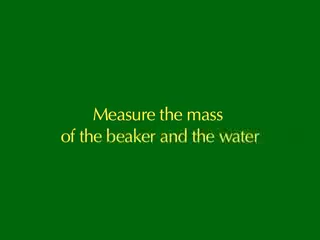 Measure the mass
of the beaker and the water